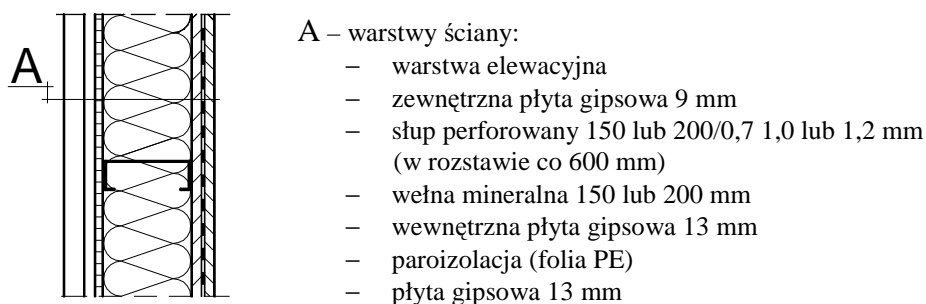 A
A – warstwy ściany:
– warstwa elewacyjna
– zewnętrzna płyta gipsowa 9 mm
– słup perforowany 150 lub 200/0,7 1,0 lub 1,2 mm
(w rozstawie co 600 mm)
– wełna mineralna 150 lub 200 mm
– wewnętrzna płyta gipsowa 13 mm
– paroizolacja (folia PE)
– płyta gipsowa 13 mm